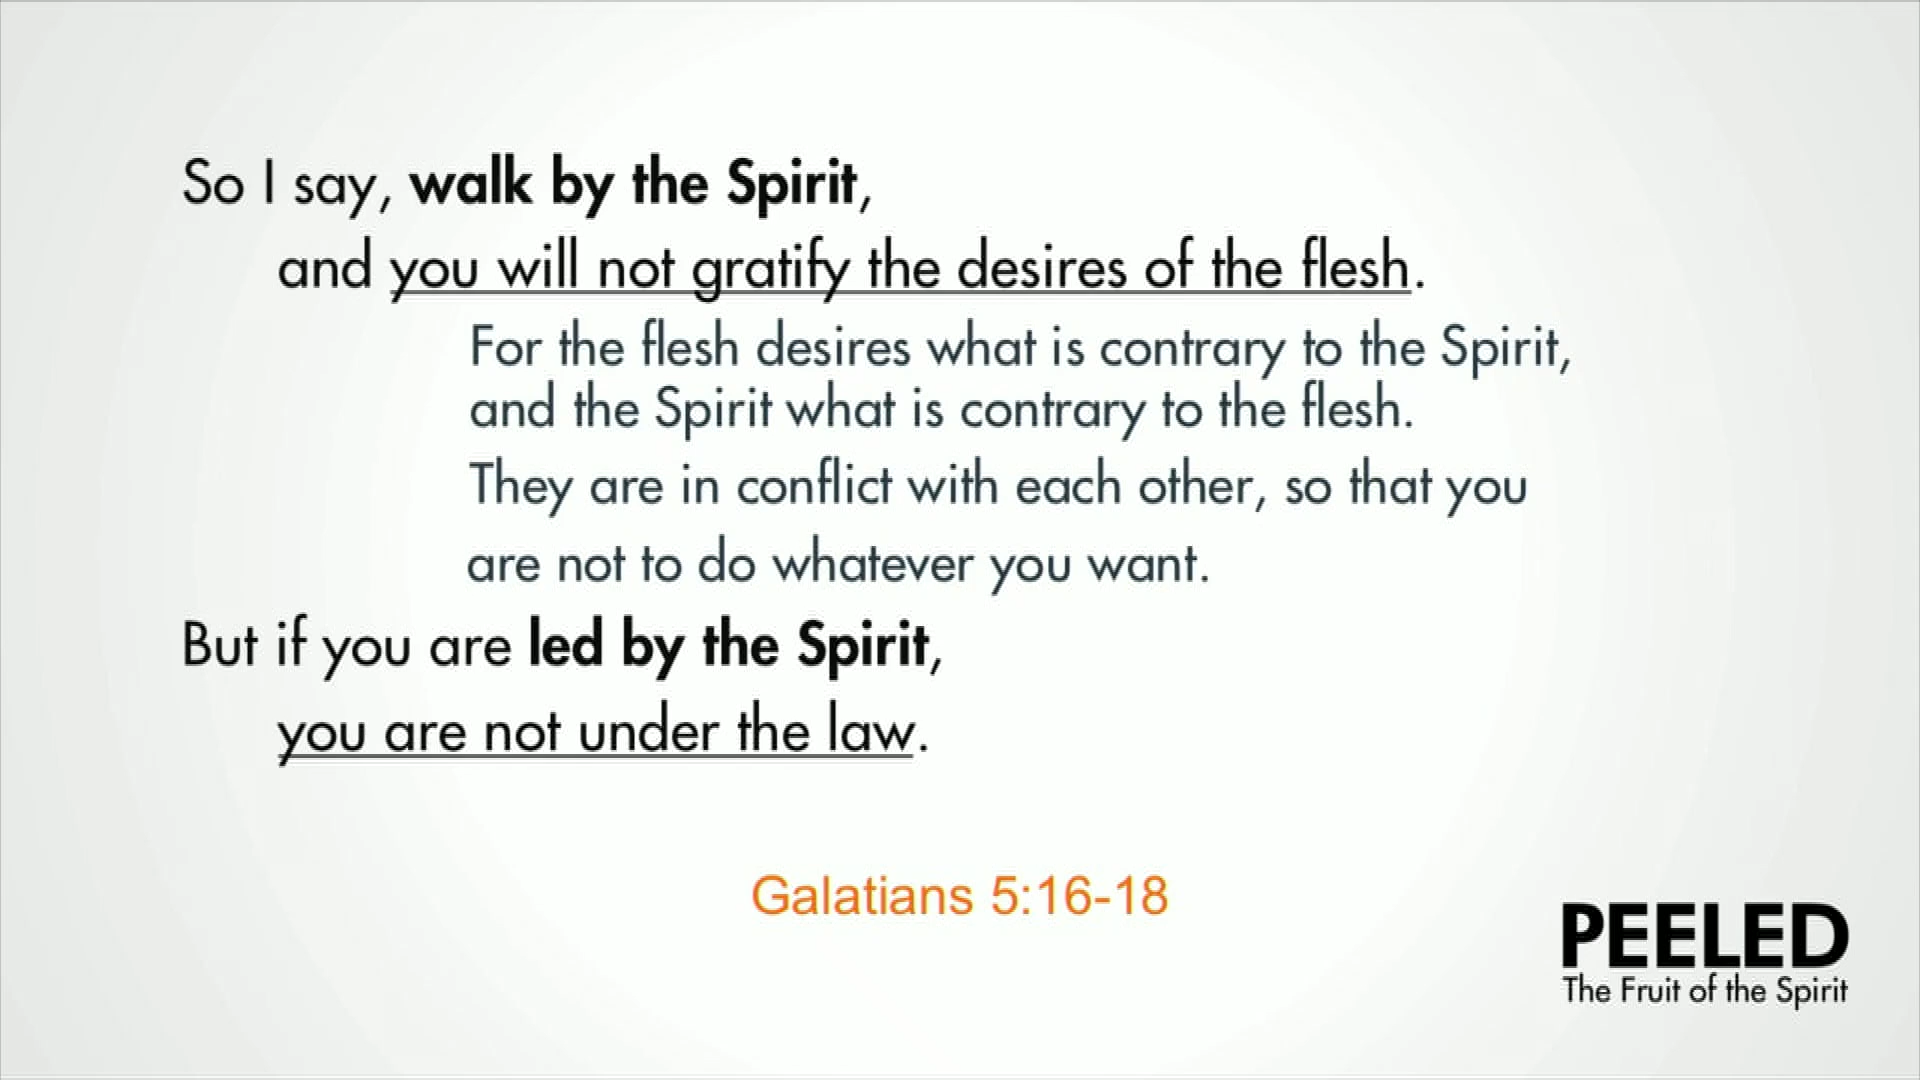 So I say, walk by the Spirit,
and you will not gratify the desires of the flesh.
For the flesh desires what is contrary to the Spirit,
and the Spirit what is contrary to the flesh.
They are in conflict with each other, so that you
are not to do whatever you want.
But if you are led by the Spirit,
you are not under the law.
Galatians 5:16-18
PEELED
The Fruit of the Spirit